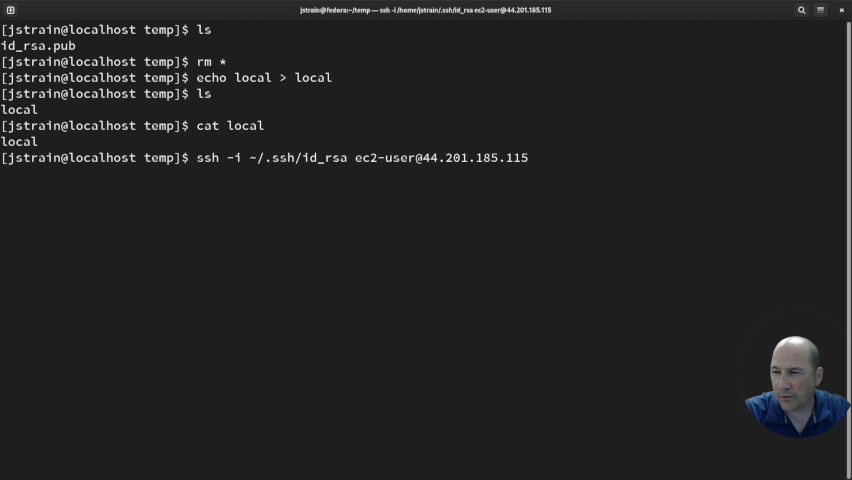 jstrain@fedora:~/temp — ssh -i /home/jstrain/.ssh/id_rsa ec2-user@44.201.185.115
[jstrain@localhost temp]$ ls
id_rsa.pub
[jstrain@localhost temp]$ rm *
[jstrain@localhost temp]$ echo local > local
[jstrain@localhost temp]$ ls
local
[jstrain@localhost temp]$ cat local
local
[jstrain@localhost temp]$ ssh -i ~/.ssh/id_rsa ec2-user@44.201.185.115